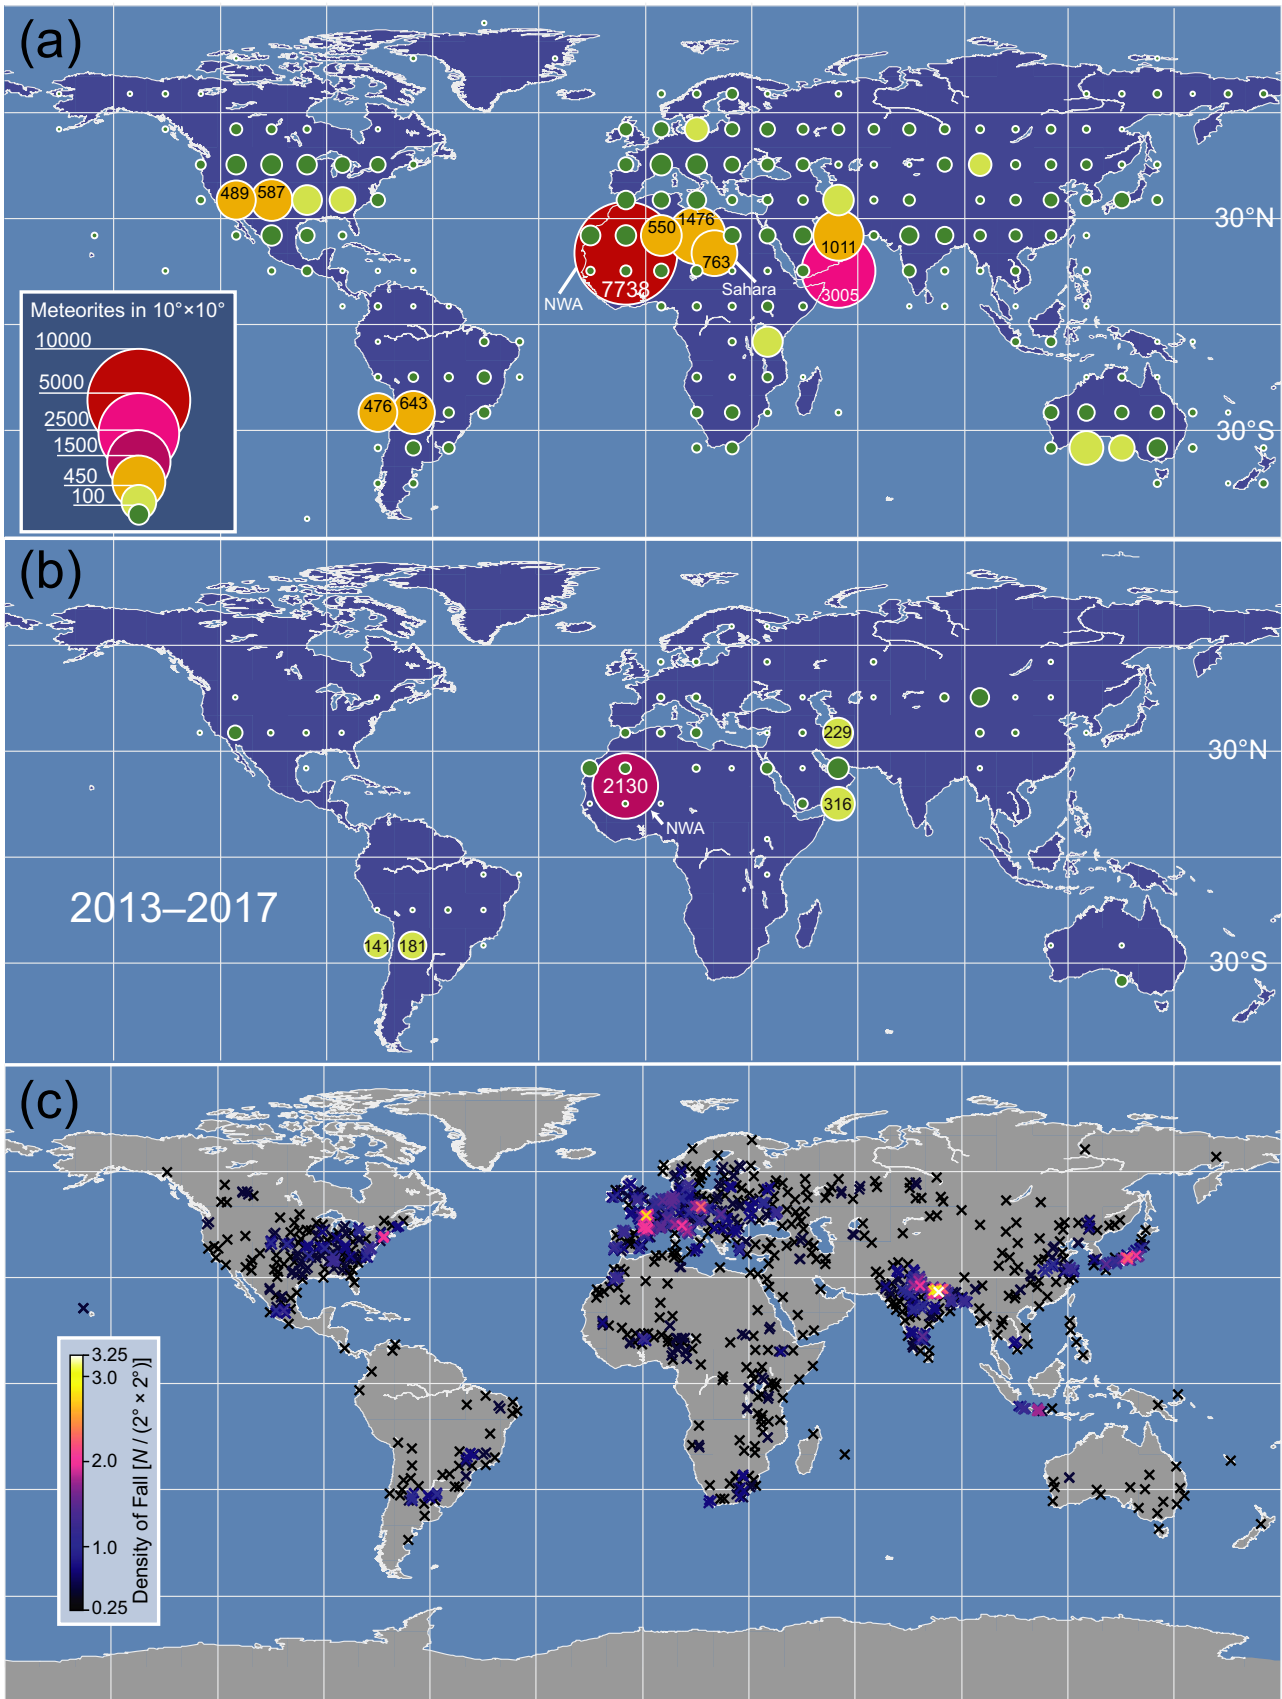 (a)
489
587
30°N
550
1476
763
1011
Sahara
NWA
7738
3005
Meteorites in 10°×10°
10000
5000
2500
1500
450
100
476
643
30°S
(b)
229
30°N
2130
316
NWA
2013–2017
141
181
30°S
(c)
3.25
3.0
2.0
1.0
0.25
Density of Fall [N / (2° × 2°)]